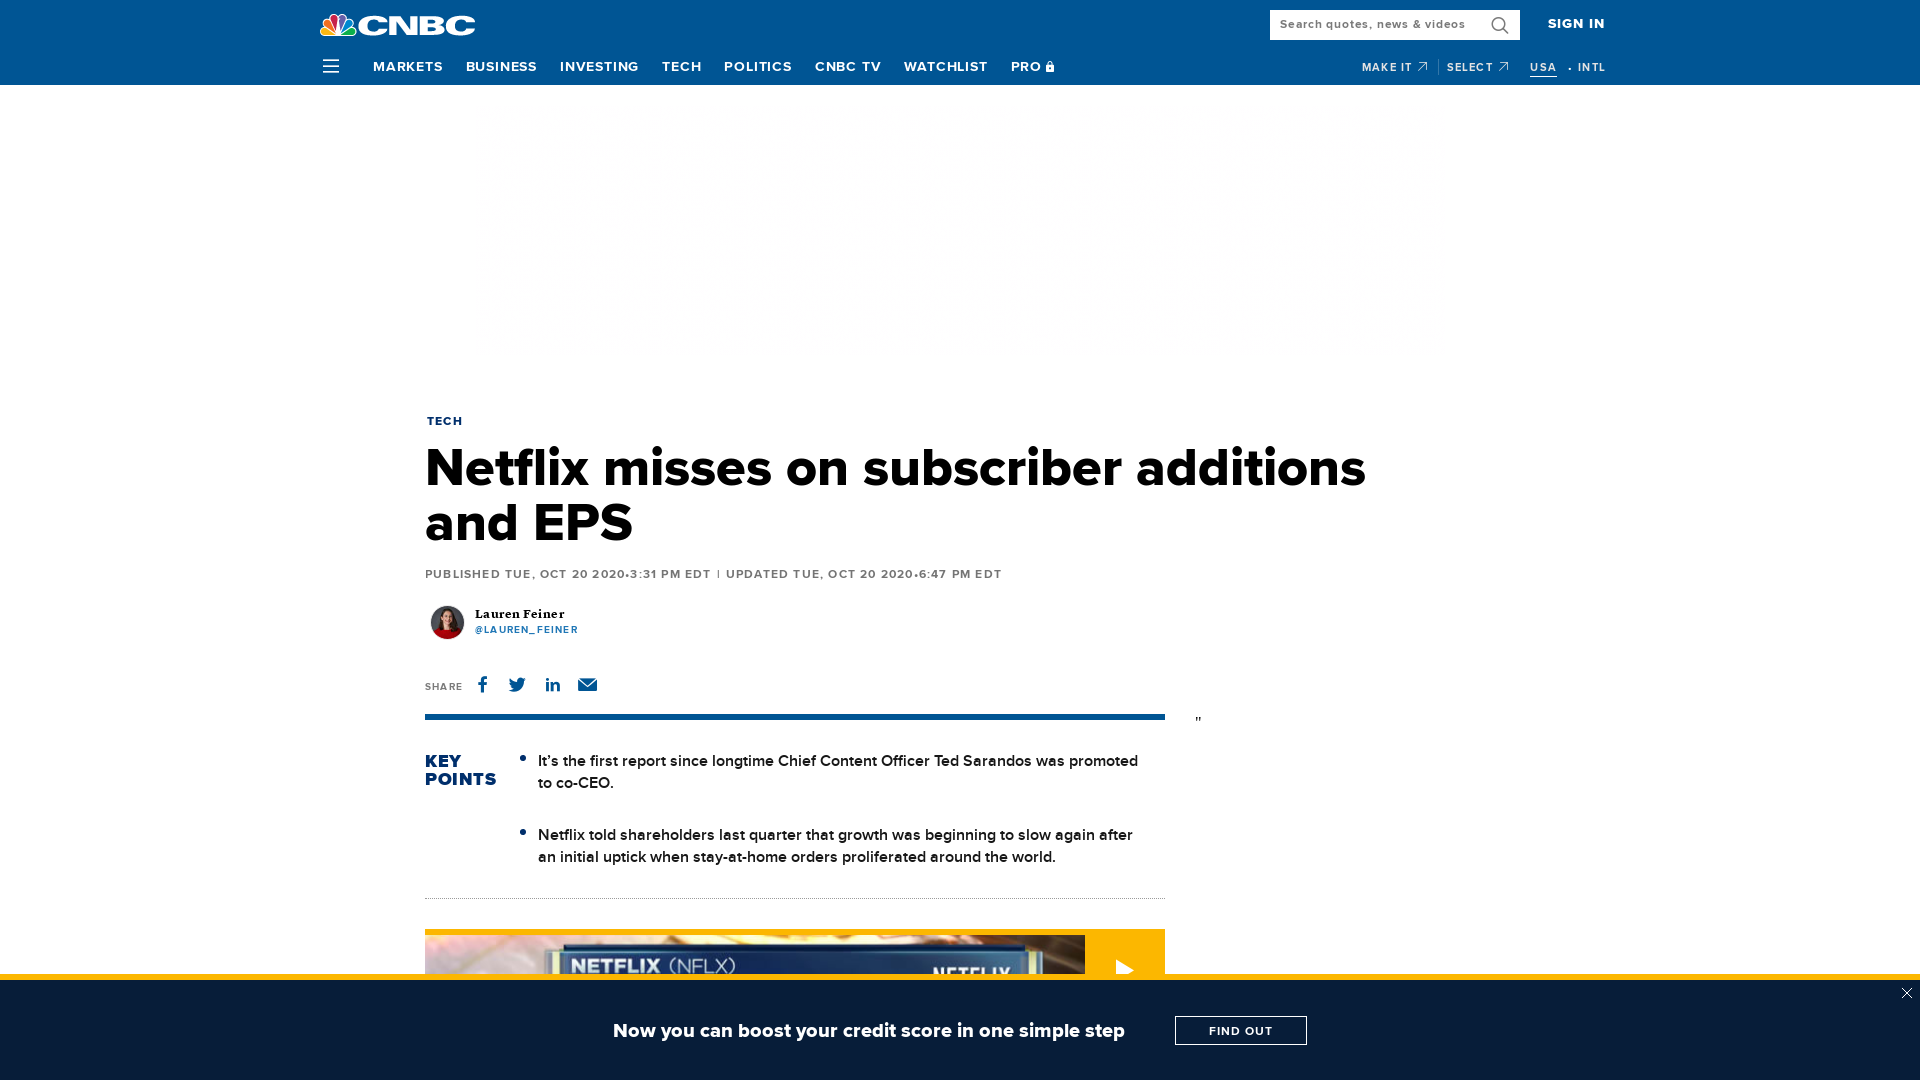 CNBC
Search quotes, news & videos
SIGN IN
MARKETS BUSINESS INVESTING TECH POLITICS CNBC TV WATCHLIST PRO
MAKE IT SELECT USA • INTL
TECH
Netflix misses on subscriber additions
and EPS
PUBLISHED TUE, OCT 20 2020•3:31 PM EDT | UPDATED TUE, OCT 20 2020•6:47 PM EDT
Lauren Feiner
@LAUREN_FEINER
SHARE
"
KEY
POINTS
It’s the first report since longtime Chief Content Officer Ted Sarandos was promoted
to co-CEO.
Netflix told shareholders last quarter that growth was beginning to slow again after
an initial uptick when stay-at-home orders proliferated around the world.
NETFLIX (NFLX)
NETFLIX
Now you can boost your credit score in one simple step
FIND OUT